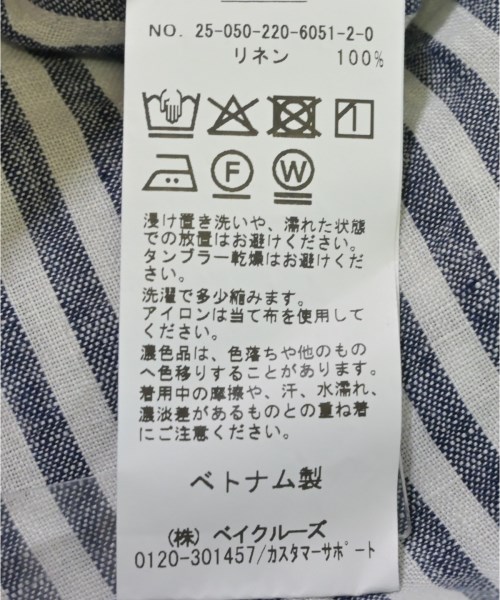 NO. 25-050-220-6051-2-0
リネン 100%
F W
浸け置き洗いや、濡れた状態
での放置はお避けください。
タンブラー乾燥はお避けくだ
さい。
洗濯で多少縮みます。
アイロンは当て布を使用して
ください。
濃色品は、色落ちや他のもの
へ色移りすることがあります。
着用中の摩擦や、汗、水濡れ、
濃淡差があるものとの重ね着
にご注意ください。
ベトナム製
(株) ベイクルーズ
0120-301457/カスタマーサポート